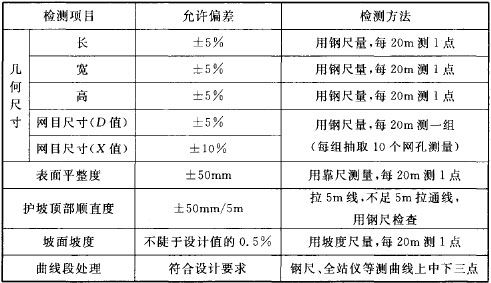 检测项目 允许偏差 检测方法
几何尺寸
长 ±5% 用钢尺量,每20m测1点
宽 ±5% 用钢尺量,每20m测1点
高 ±5% 用钢尺量,每20m测1点
网目尺寸(D值) ±5% 用钢尺量,每20m测一组
网目尺寸(X值) ±10% (每组抽取10个网孔测量)
表面平整度 ±50mm 用靠尺测量,每20m测1点
护坡顶部顺直度 ±50mm/5m 拉5m线,不足5m拉通线,
用钢尺检查
坡面坡度 不陡于设计值的0.5% 用坡度尺量,每20m测1点
曲线段处理 符合设计要求 钢尺、全站仪等测曲线上中下三点